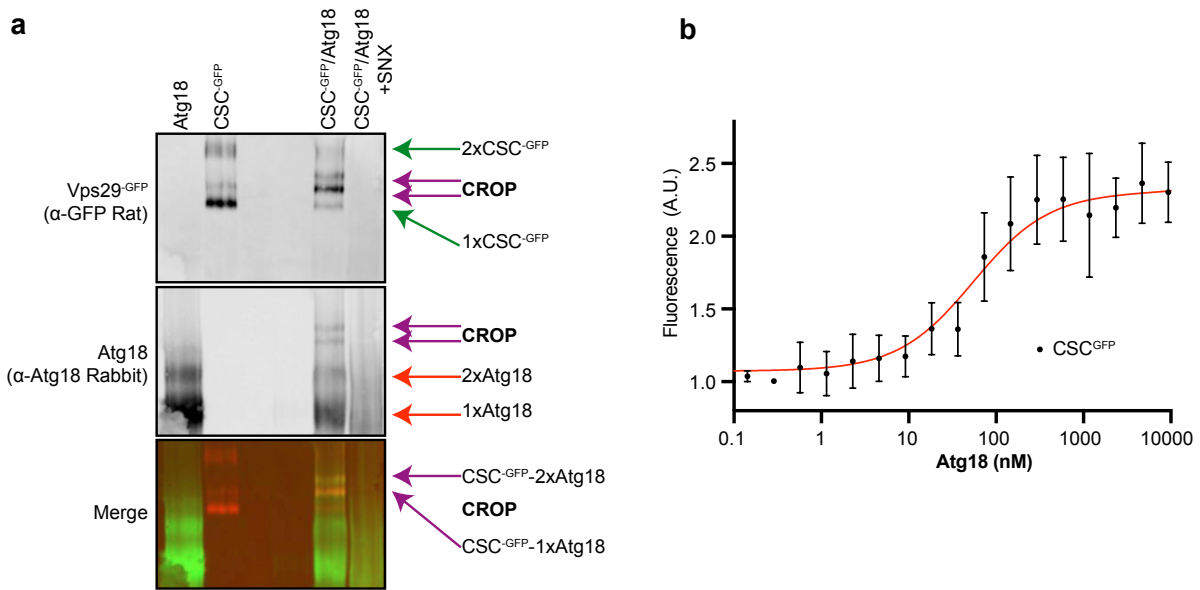 a
Atg18
CSC-GFP
CSC-GFP/Atg18
CSC-GFP/Atg18
+SNX
Vps29-GFP
(α-GFP Rat)
2xCSC-GFP
CROP
1xCSC-GFP
Atg18
(α-Atg18 Rabbit)
CROP
2xAtg18
1xAtg18
Merge
CSC-GFP-2xAtg18
CROP
CSC-GFP-1xAtg18
b
Fluorescence (A.U.)
2.5
2.0
1.5
1.0
CSCGFP
0.1 1 10 100 1000 10000
Atg18 (nM)